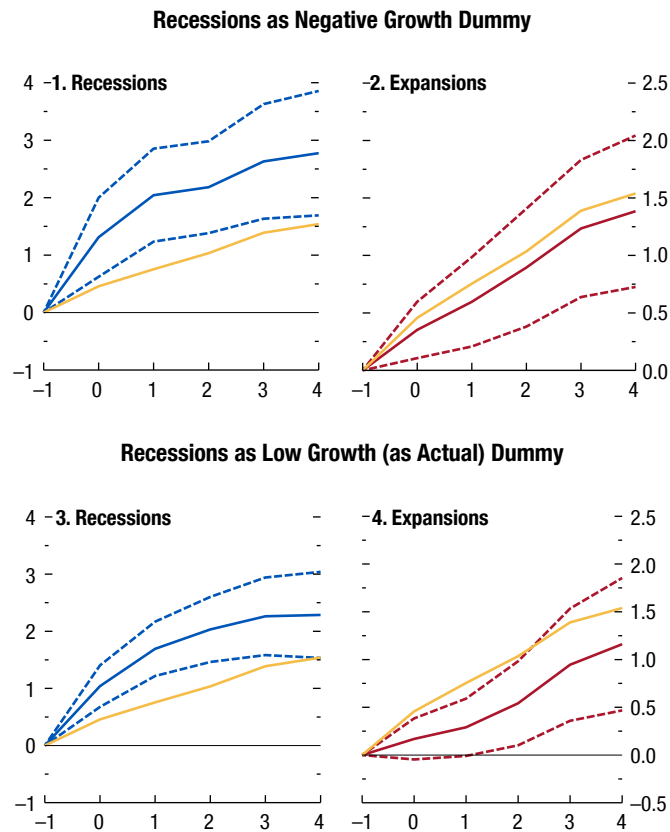 Recessions as Negative Growth Dummy
1. Recessions
2. Expansions
4
3
2
1
0
–1
2.5
2.0
1.5
1.0
0.5
0.0
–1 0 1 2 3 4
–1 0 1 2 3 4
Recessions as Low Growth (as Actual) Dummy
3. Recessions
4. Expansions
4
3
2
1
0
–1
2.5
2.0
1.5
1.0
0.5
0.0
–0.5
–1 0 1 2 3 4
–1 0 1 2 3 4